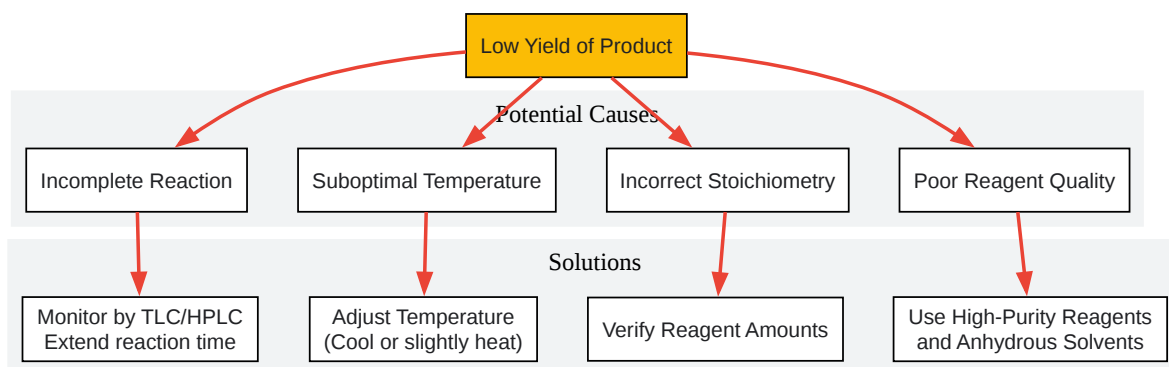 Low Yield of Product
Potential Causes
Incomplete Reaction
Suboptimal Temperature
Incorrect Stoichiometry
Poor Reagent Quality
Solutions
Monitor by TLC/HPLC
Extend reaction time
Adjust Temperature
(Cool or slightly heat)
Verify Reagent Amounts
Use High-Purity Reagents
and Anhydrous Solvents